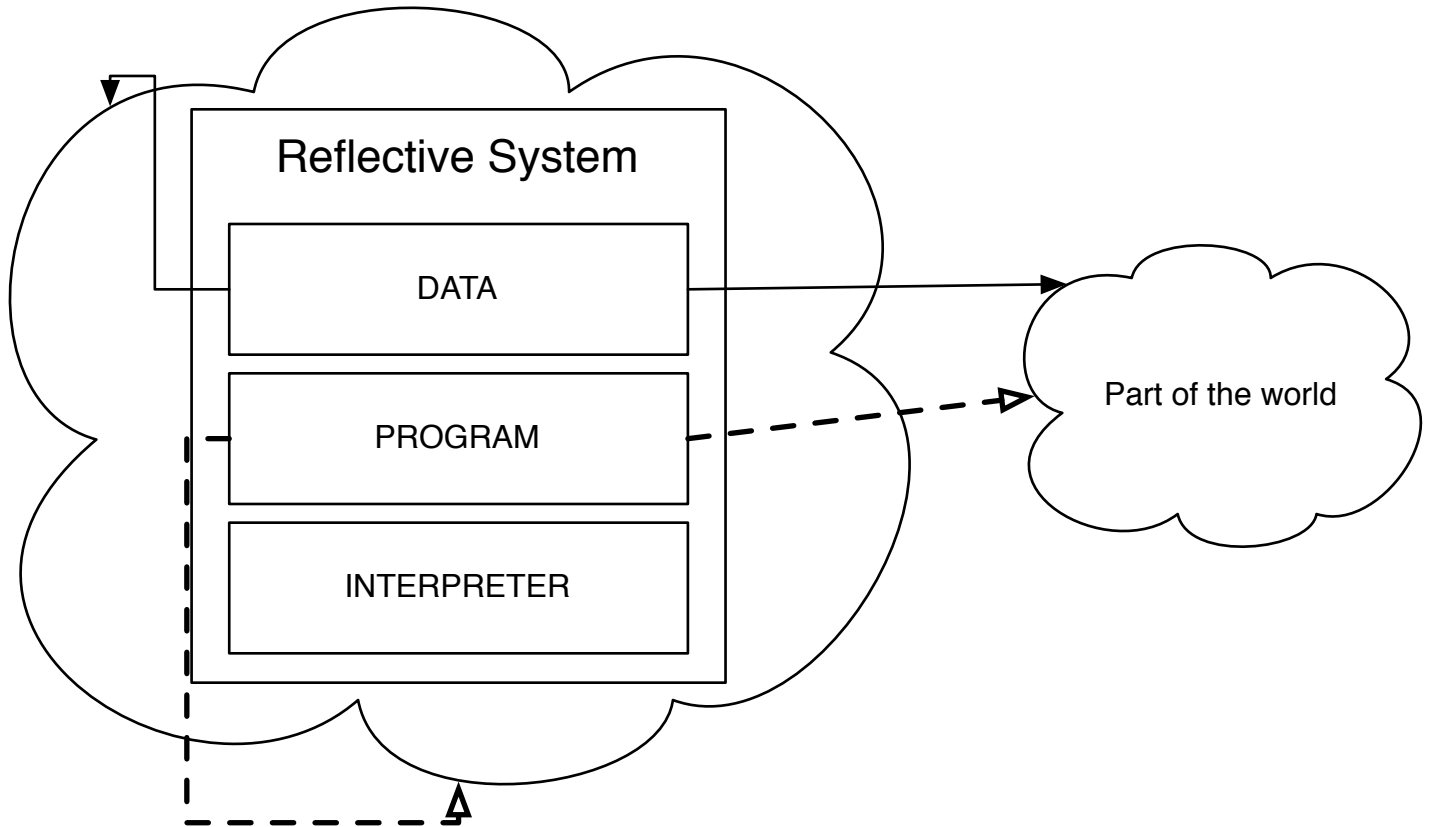 Reflective System
DATA
PROGRAM
INTERPRETER
Part of the world